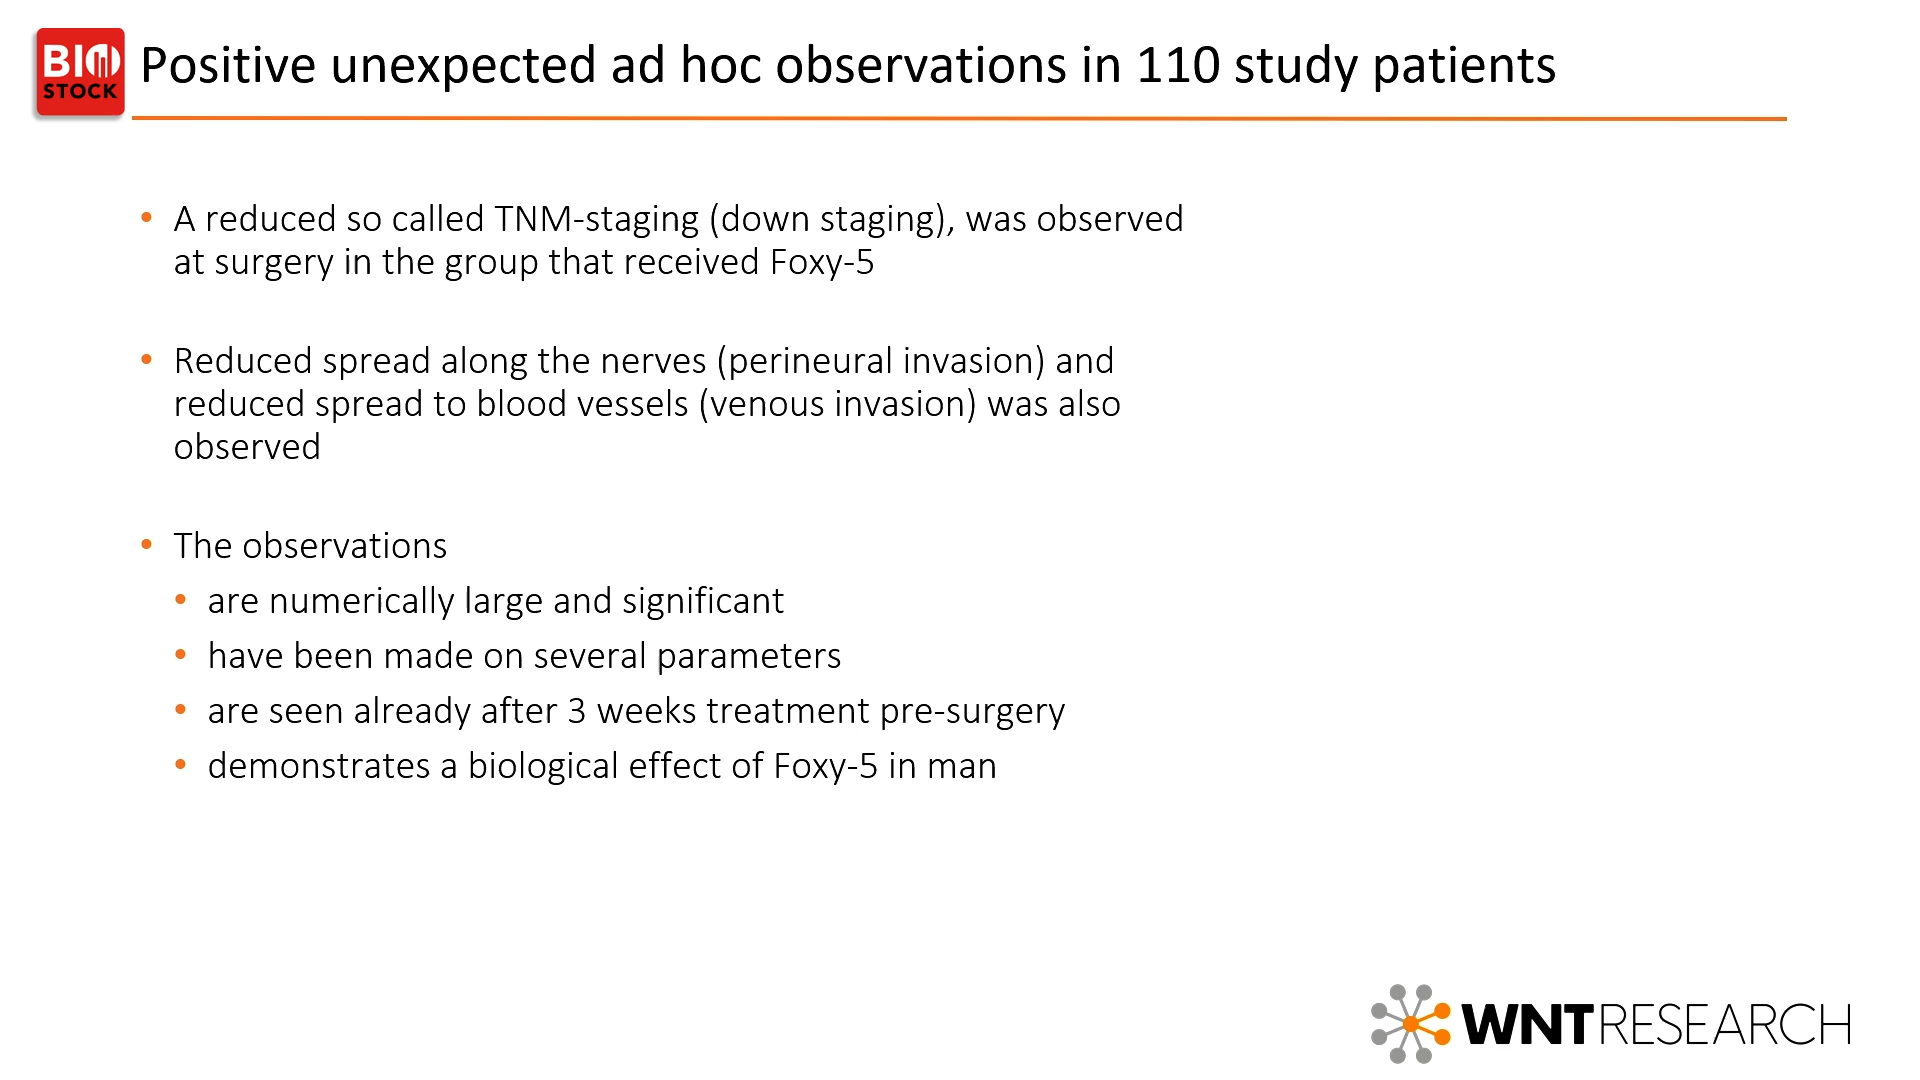 BIO
STOCK
Positive unexpected ad hoc observations in 110 study patients
• A reduced so called TNM-staging (down staging), was observed
at surgery in the group that received Foxy-5
• Reduced spread along the nerves (perineural invasion) and
reduced spread to blood vessels (venous invasion) was also
observed
• The observations
• are numerically large and significant
• have been made on several parameters
• are seen already after 3 weeks treatment pre-surgery
• demonstrates a biological effect of Foxy-5 in man
WNTRESEARCH